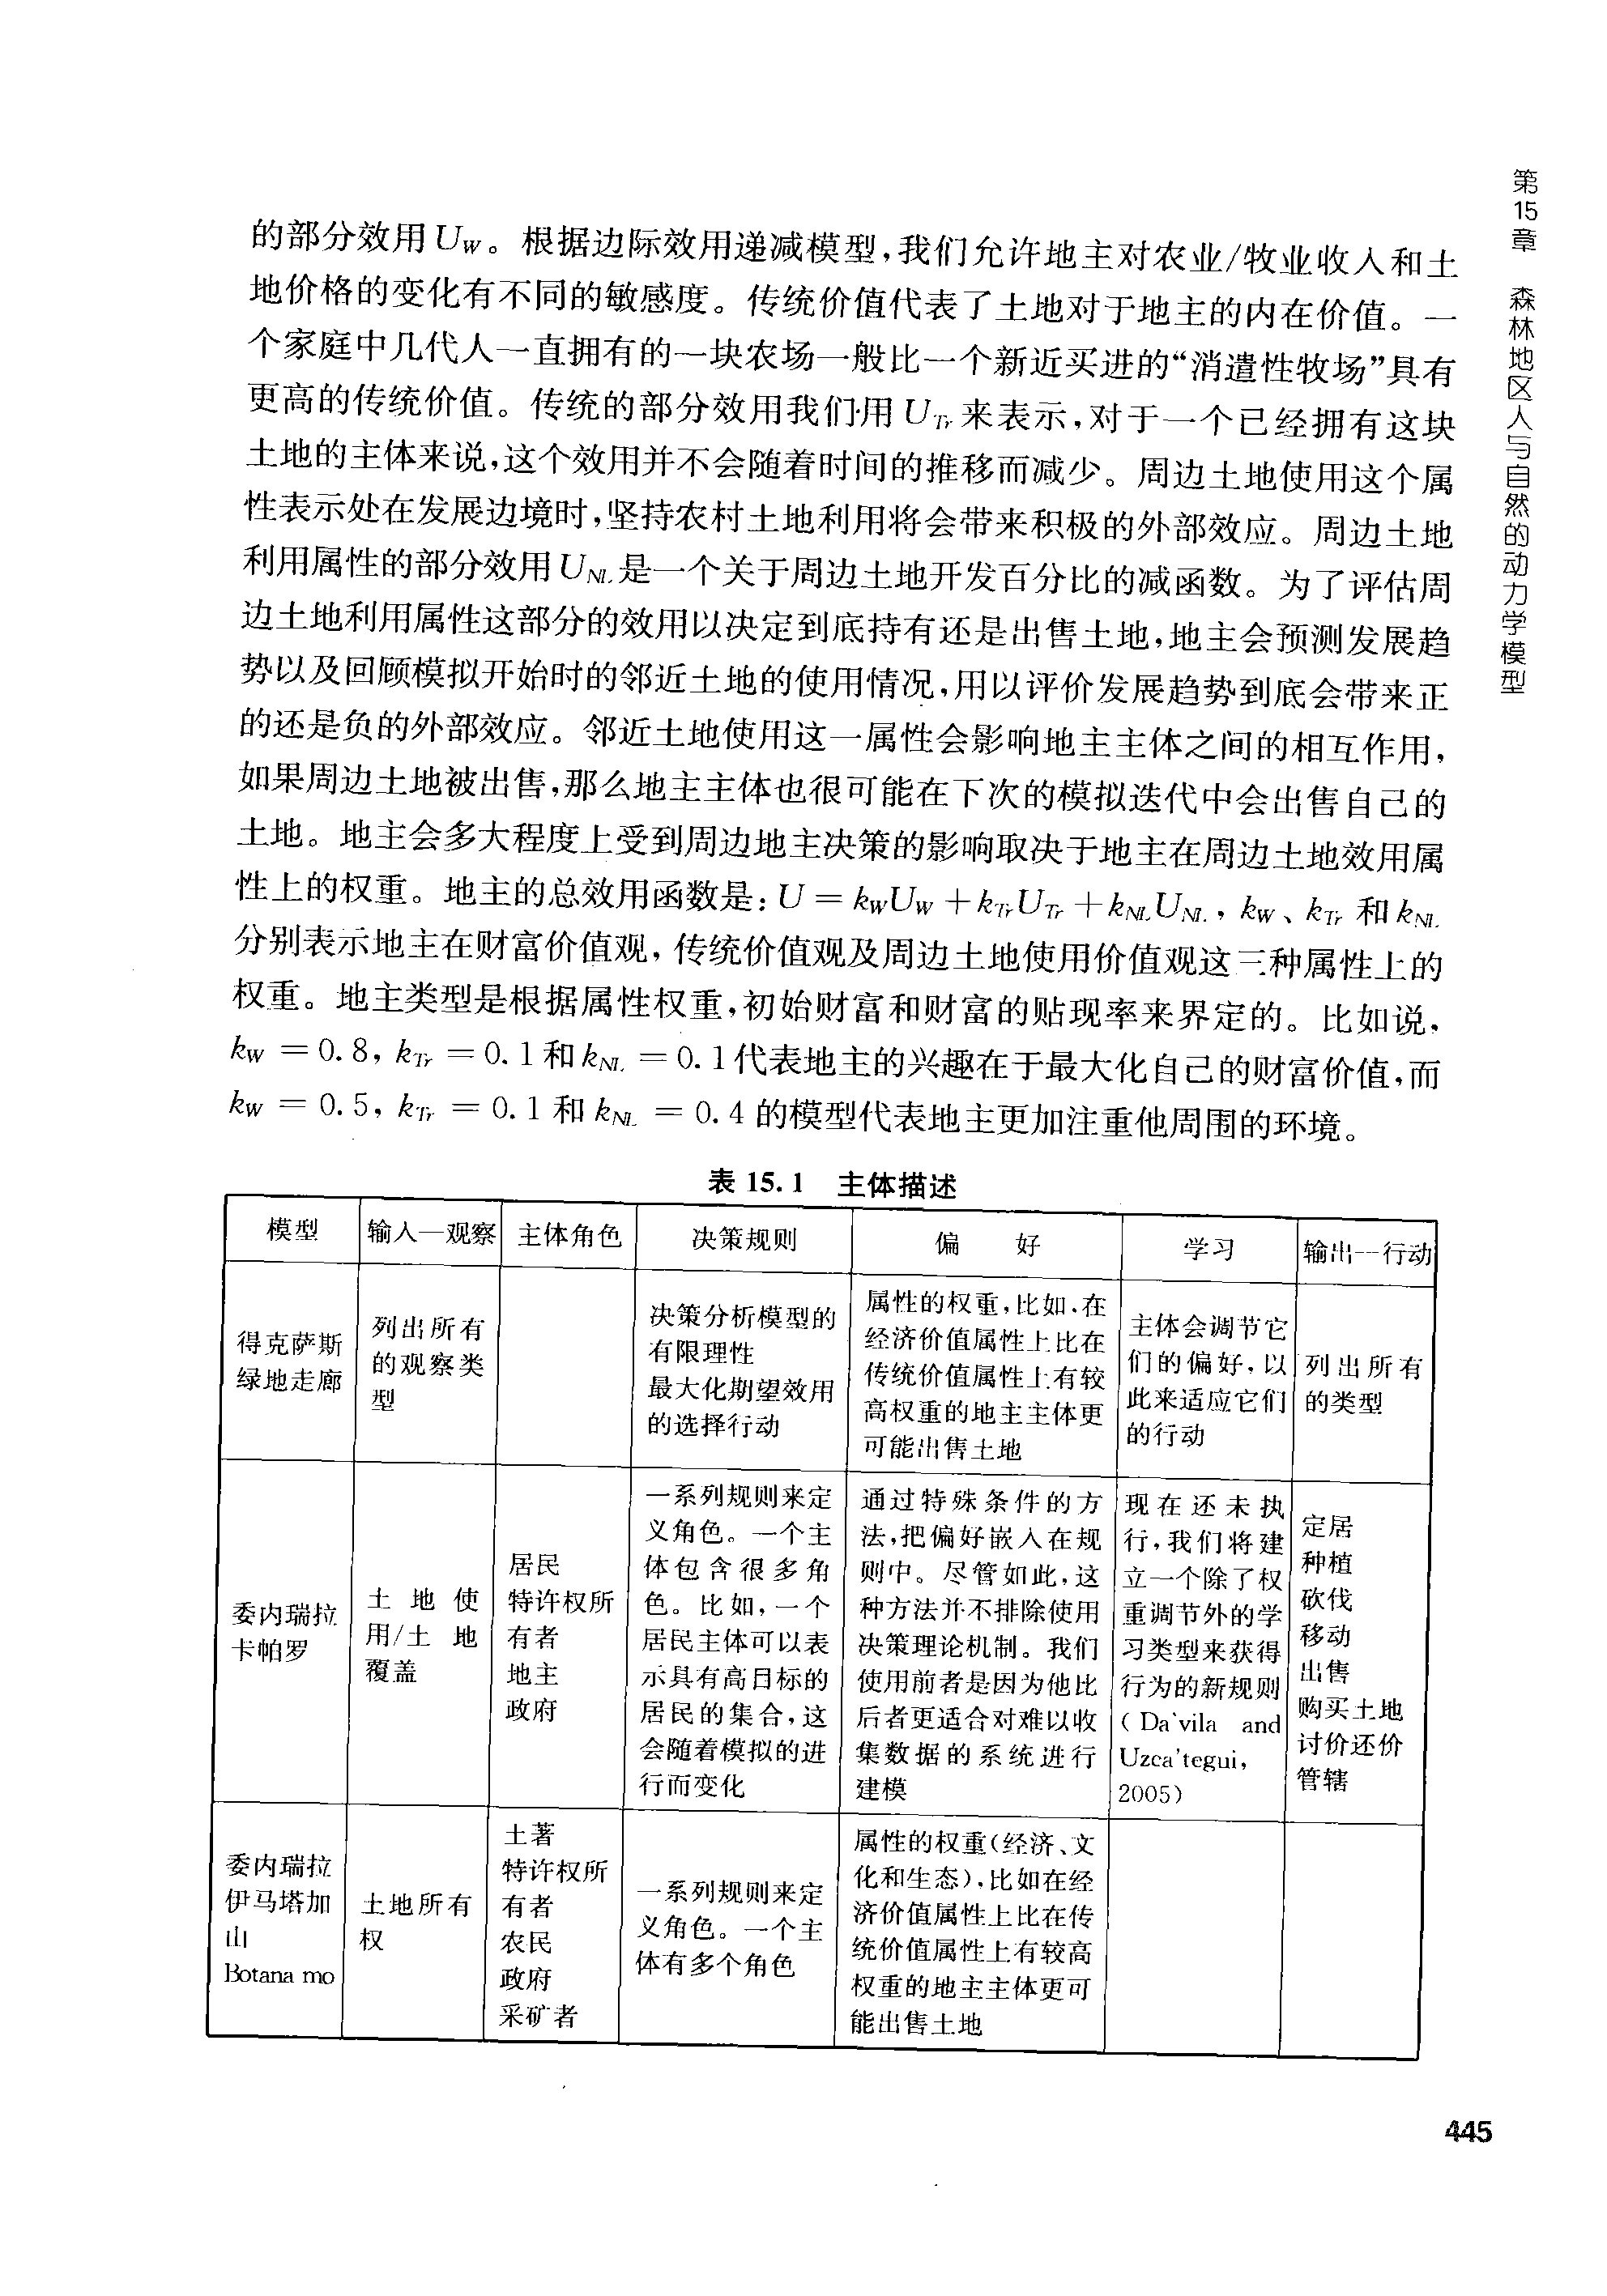 第15章 森林地区人与自然的动力学模型
的部分效用 U_W。根据边际效用递减模型,我们允许地主对农业/牧业收入和土
地价格的变化有不同的敏感度。传统价值代表了土地对于地主的内在价值。一
个家庭中几代人一直拥有的一块农场一般比一个新近买进的“消遣性牧场”具有
更高的传统价值。传统的部分效用我们用 U_Tr 来表示,对于一个已经拥有这块
土地的主体来说,这个效用并不会随着时间的推移而减少。周边土地使用这个属
性表示处在发展边境时,坚持农村土地利用将会带来积极的外部效应。周边土地
利用属性的部分效用 U_NL 是一个关于周边土地开发百分比的减函数。为了评估周
边土地利用属性这部分的效用以决定到底持有还是出售土地,地主会预测发展趋
势以及回顾模拟开始时的邻近土地的使用情况,用以评价发展趋势到底会带来正
的还是负的外部效应。邻近土地使用这一属性会影响地主主体之间的相互作用,
如果周边土地被出售,那么地主主体也很可能在下次的模拟迭代中会出售自己的
土地。地主会多大程度上受到周边地主决策的影响取决于地主在周边土地效用属
性上的权重。地主的总效用函数是: U = k_W U_W + k_Tr U_Tr + k_NL U_NL, k_W、k_Tr 和 k_NL
分别表示地主在财富价值观,传统价值观及周边土地使用价值观这三种属性上的
权重。地主类型是根据属性权重,初始财富和财富的贴现率来界定的。比如说,
k_W = 0.8, k_Tr = 0.1 和 k_NL = 0.1 代表地主的兴趣在于最大化自己的财富价值,而
k_W = 0.5, k_Tr = 0.1 和 k_NL = 0.4 的模型代表地主更加注重他周围的环境。
表 15.1 主体描述
模型
输入—观察
主体角色
决策规则
偏 好
学习
输出—行动
得克萨斯
绿地走廊
列出所有
的观察类
型
决策分析模型的
有限理性
最大化期望效用
的选择行动
属性的权重,比如,在
经济价值属性上比在
传统价值属性上有较
高权重的地主主体更
可能出售土地
主体会调节它
们的偏好,以
此来适应它们
的行动
列出所有
的类型
委内瑞拉
卡帕罗
土地使
用/土地
覆盖
居民
特许权所
有者
地主
政府
一系列规则来定
义角色。一个主
体包含很多角
色。比如,一个
居民主体可以表
示具有高目标的
居民的集合,这
会随着模拟的进
行而变化
通过特殊条件的方
法,把偏好嵌入在规
则中。尽管如此,这
种方法并不排除使用
决策理论机制。我们
使用前者是因为他比
后者更适合对难以收
集数据的系统进行
建模
现在还未执
行,我们将建
立一个除了权
重调节外的学
习类型来获得
行为的新规则
(Da'vila and
Uzca'tegui,
2005)
定居
种植
砍伐
移动
出售
购买土地
讨价还价
管辖
委内瑞拉
伊马塔加
山
Botana mo
土地所有
权
土著
特许权所
有者
农民
政府
采矿者
一系列规则来定
义角色。一个主
体有多个角色
属性的权重(经济、文
化和生态),比如在经
济价值属性上比在传
统价值属性上有较高
权重的地主主体更可
能出售土地
445